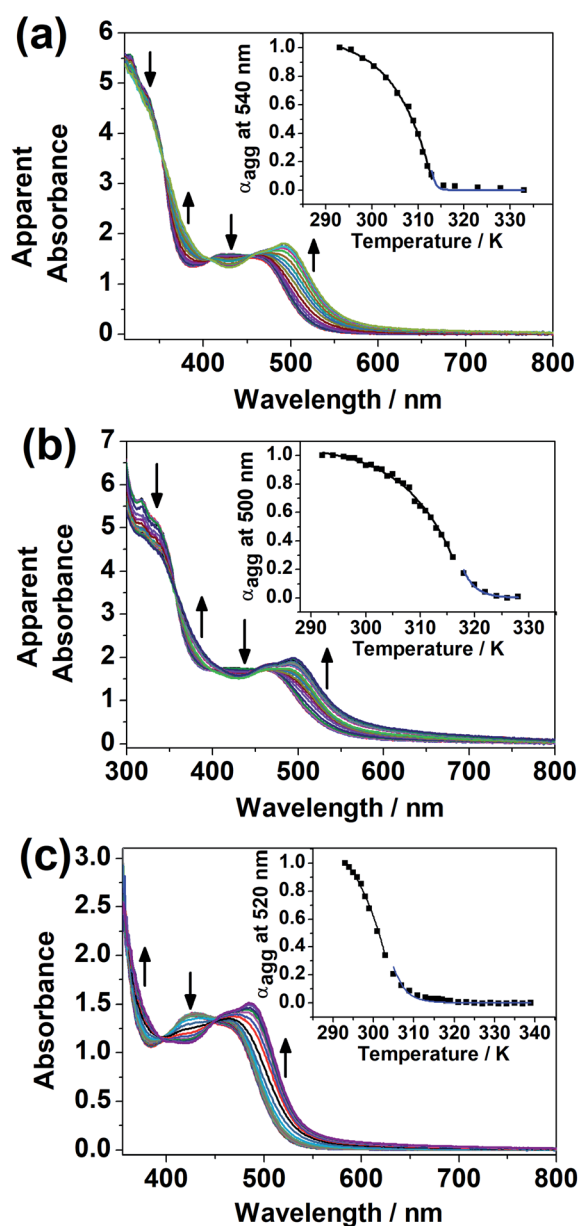 (a)
Apparent
Absorbance
6
5
4
3
2
1
0
400 500 600 700 800
Wavelength / nm
αagg at 540 nm
1.0
0.8
0.6
0.4
0.2
0.0
290 300 310 320 330
Temperature / K
(b)
Apparent
Absorbance
7
6
5
4
3
2
1
0
300 400 500 600 700 800
Wavelength / nm
αagg at 500 nm
1.0
0.8
0.6
0.4
0.2
0.0
290 300 310 320 330
Temperature / K
(c)
Absorbance
3.0
2.5
2.0
1.5
1.0
0.5
0.0
400 500 600 700 800
Wavelength / nm
αagg at 520 nm
1.0
0.8
0.6
0.4
0.2
0.0
290 300 310 320 330 340
Temperature / K